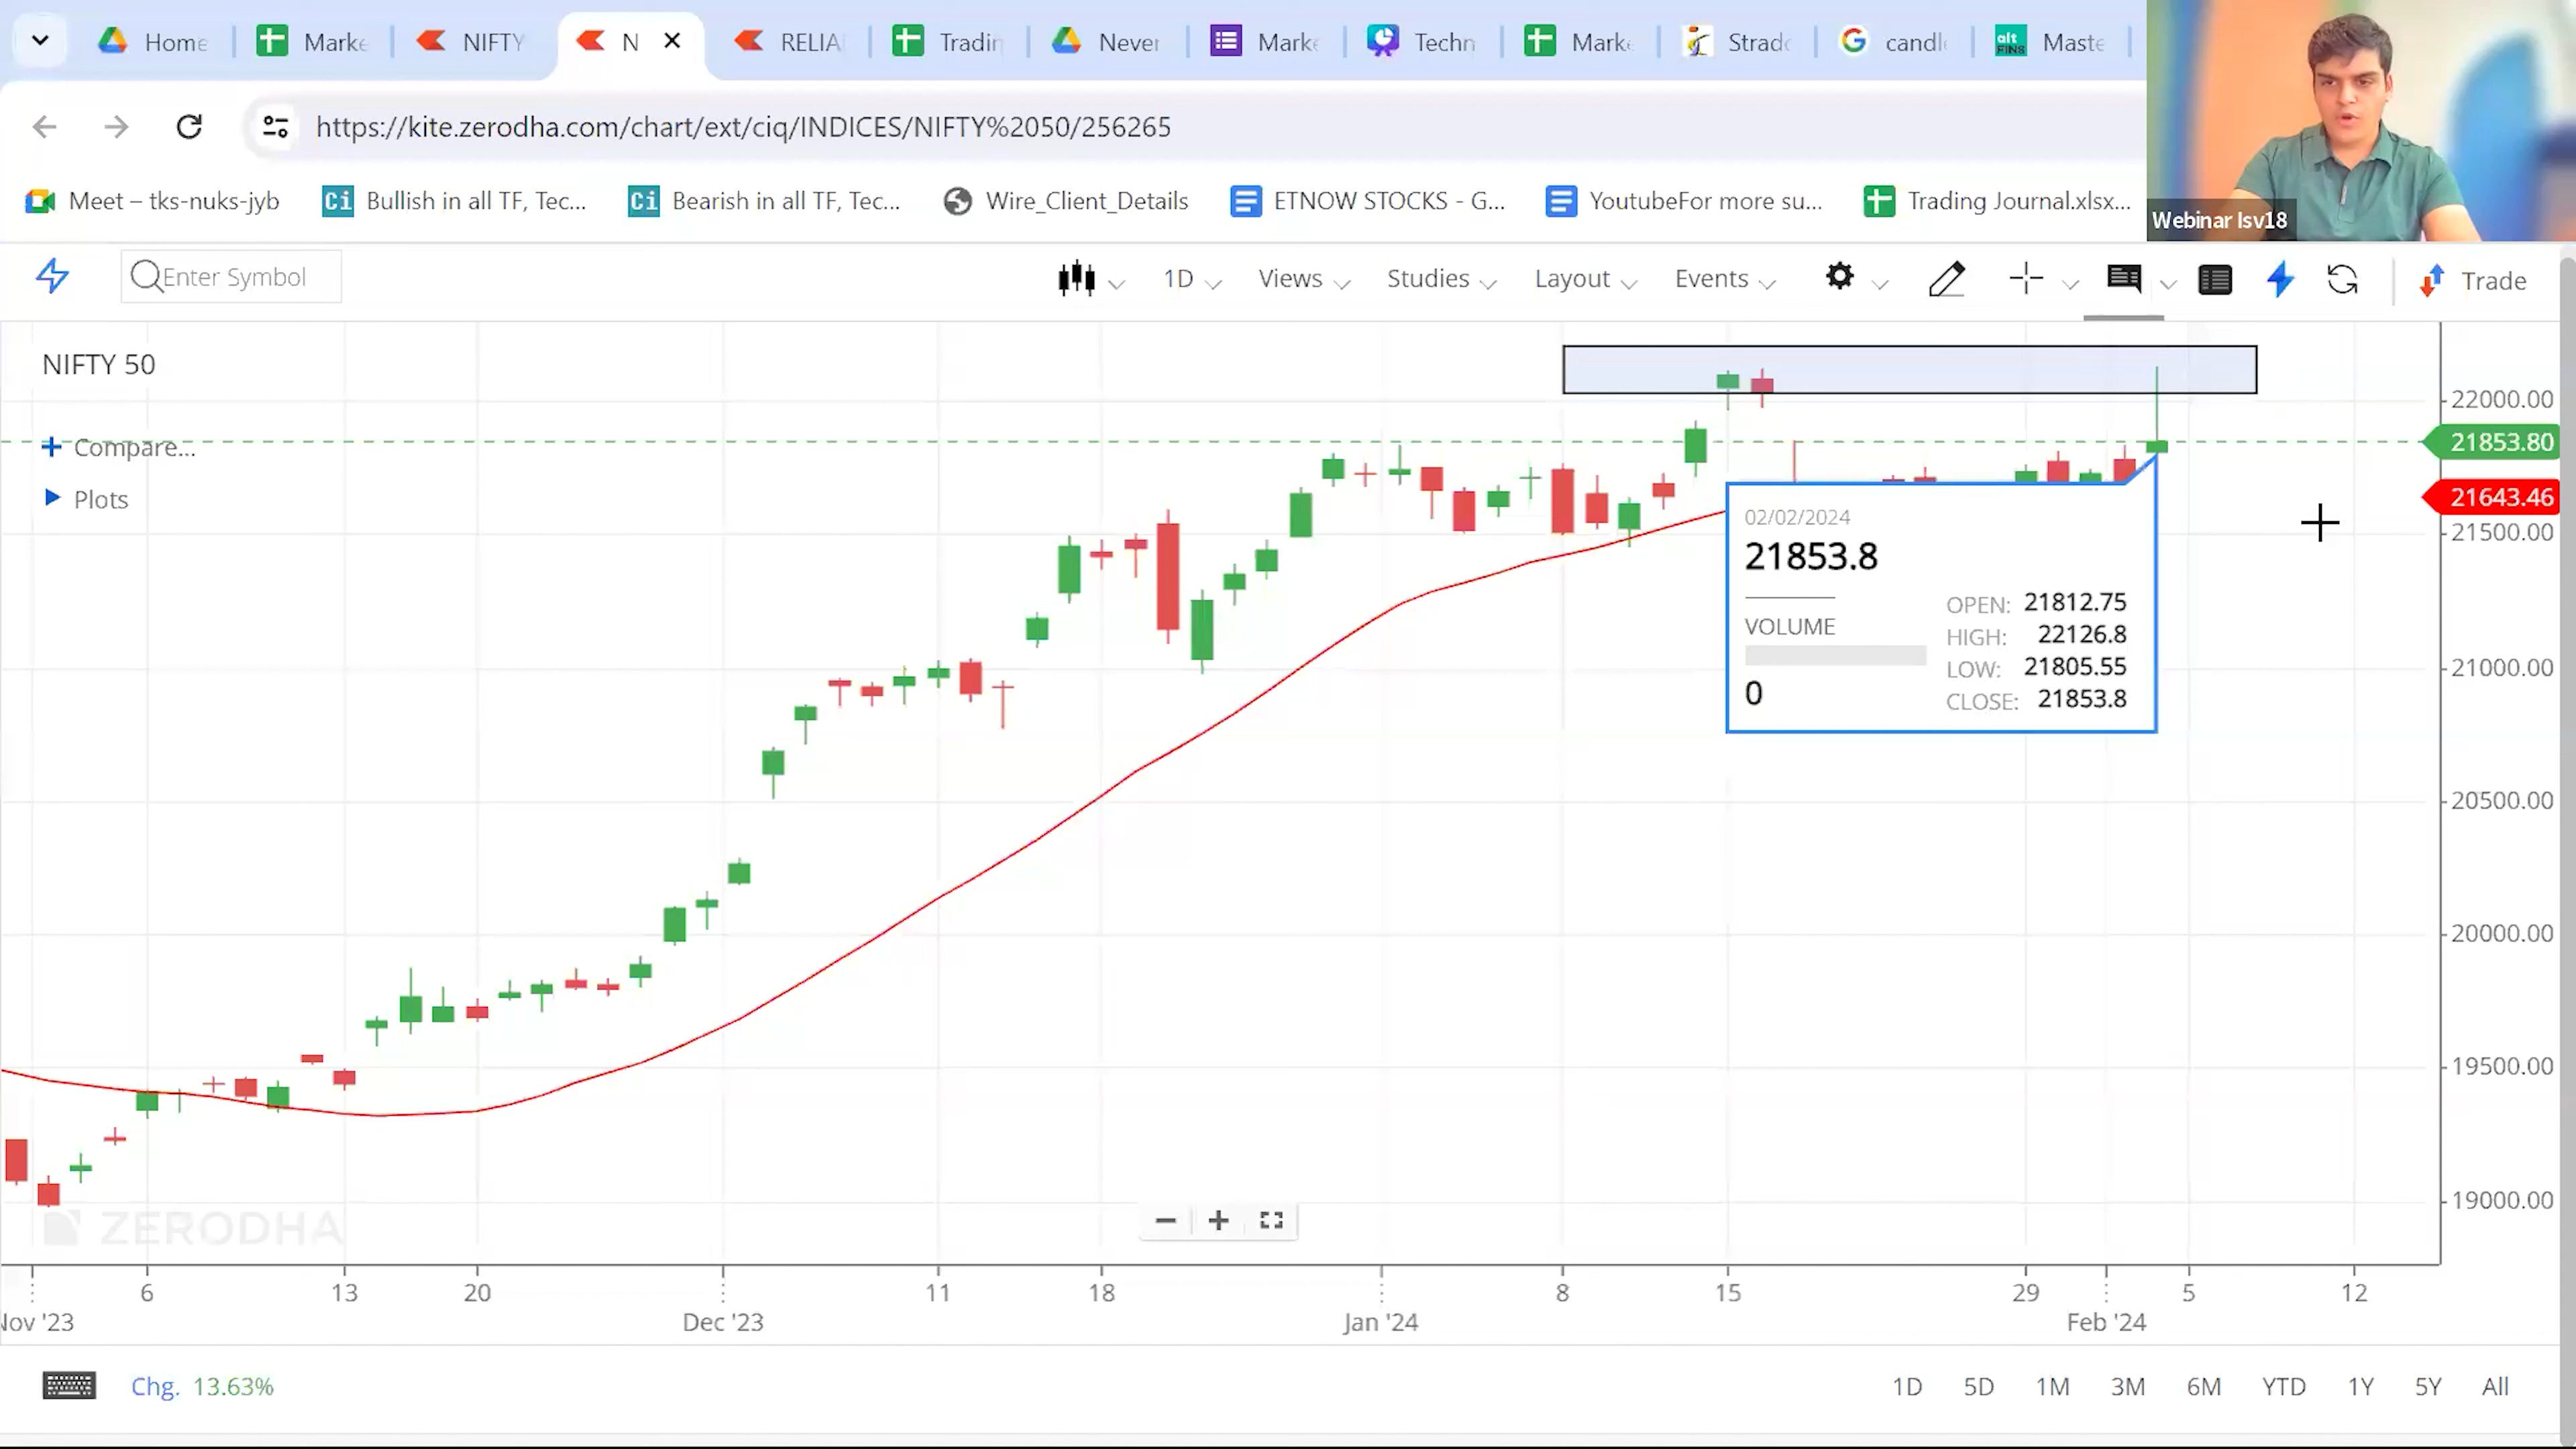 Home
Marke
NIFTY
N
RELIA
Tradin
Never
Marke
Techn
Marke
Strado
candle
Maste
https://kite.zerodha.com/chart/ext/ciq/INDICES/NIFTY%2050/256265
Meet – tks-nuks-jyb
Ci Bullish in all TF, Tec...
Ci Bearish in all TF, Tec...
Wire_Client_Details
ETNOW STOCKS - G...
YoutubeFor more su...
Trading Journal.xlsx...
Webinar lsv18
Enter Symbol
1D
Views
Studies
Layout
Events
Trade
NIFTY 50
Compare...
Plots
22000.00
21853.80
21643.46
21500.00
21000.00
20500.00
20000.00
19500.00
19000.00
02/02/2024
21853.8
VOLUME
0
OPEN: 21812.75
HIGH: 22126.8
LOW: 21805.55
CLOSE: 21853.8
ZERODHA
6 13 20 11 18 8 15 29 5 12
Nov '23 Dec '23 Jan '24 Feb '24
Chg. 13.63%
1D 5D 1M 3M 6M YTD 1Y 5Y All